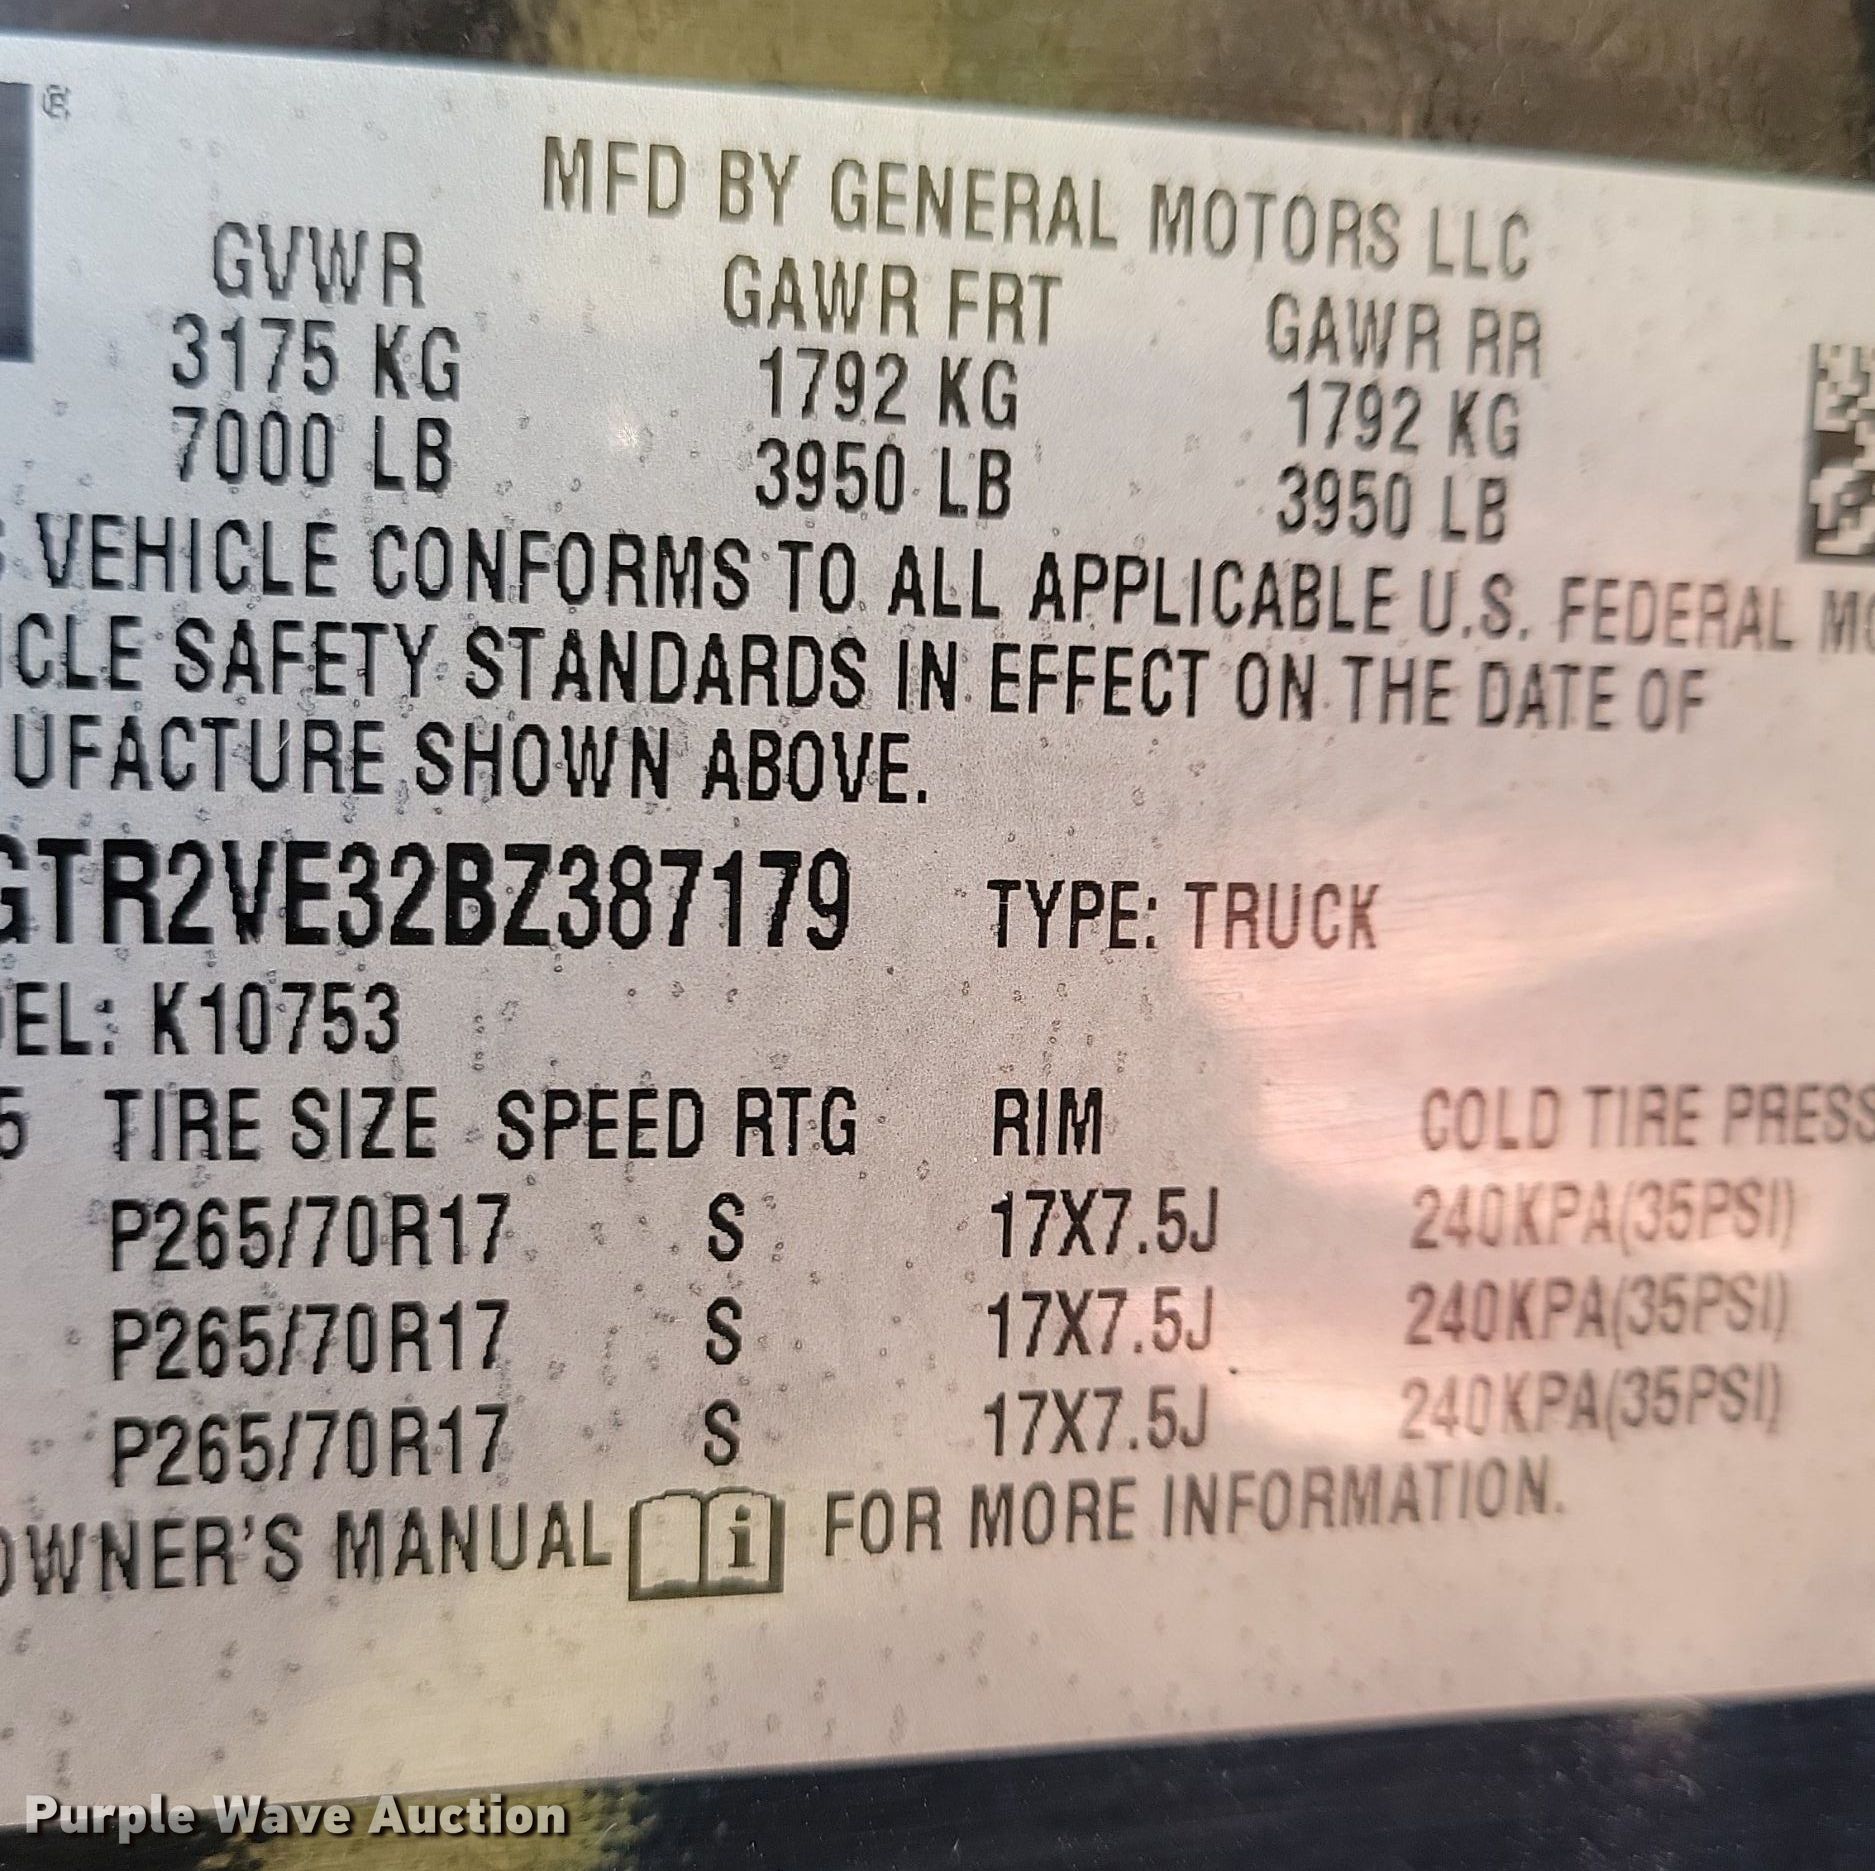 ®
MFD BY GENERAL MOTORS LLC
GVWR GAWR FRT GAWR RR
3175 KG 1792 KG 1792 KG
7000 LB 3950 LB 3950 LB
S VEHICLE CONFORMS TO ALL APPLICABLE U.S. FEDERAL MO
ICLE SAFETY STANDARDS IN EFFECT ON THE DATE OF
UFACTURE SHOWN ABOVE.
GTR2VE32BZ387179 TYPE: TRUCK
DEL: K10753
5 TIRE SIZE SPEED RTG RIM COLD TIRE PRESS
P265/70R17 S 17X7.5J 240KPA(35PSI)
P265/70R17 S 17X7.5J 240KPA(35PSI)
P265/70R17 S 17X7.5J 240KPA(35PSI)
OWNER'S MANUAL i FOR MORE INFORMATION.
Purple Wave Auction